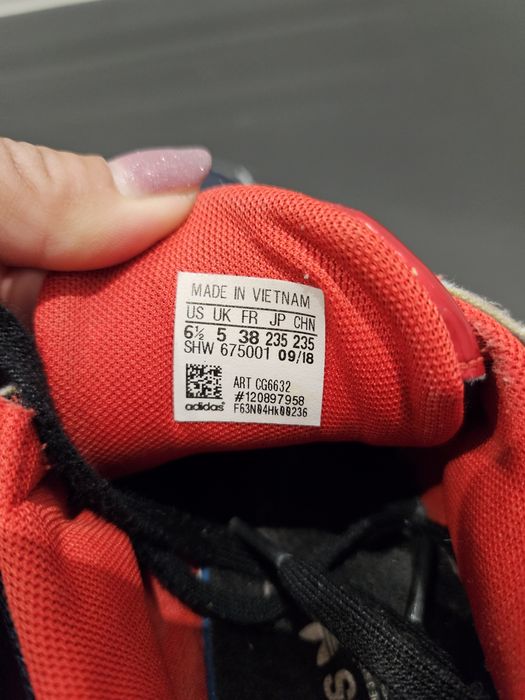 MADE IN VIETNAM
US UK FR JP CHN
6½ 5 38 235 235
SHW 675001 09/18
ART CG6632
#120897958
adidas F63N04Hk00236
S